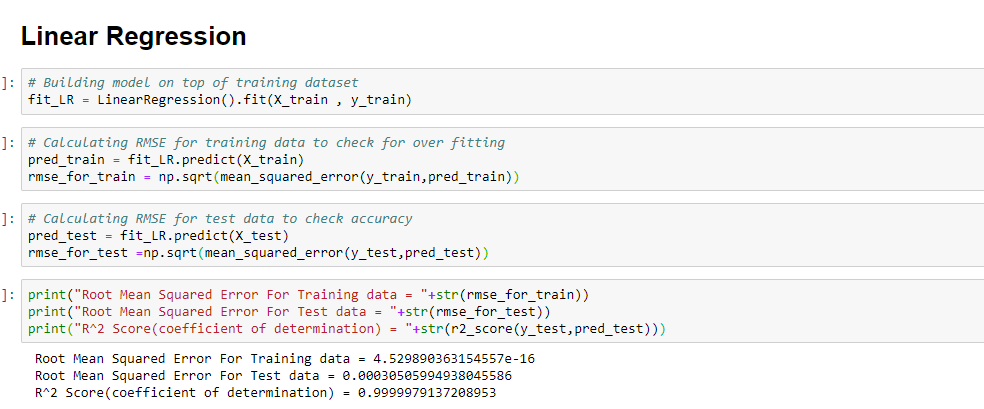 Linear Regression
]: # Building model on top of training dataset
fit_LR = LinearRegression().fit(X_train , y_train)
]: # Calculating RMSE for training data to check for over fitting
pred_train = fit_LR.predict(X_train)
rmse_for_train = np.sqrt(mean_squared_error(y_train,pred_train))
]: # Calculating RMSE for test data to check accuracy
pred_test = fit_LR.predict(X_test)
rmse_for_test =np.sqrt(mean_squared_error(y_test,pred_test))
]: print("Root Mean Squared Error For Training data = "+str(rmse_for_train))
print("Root Mean Squared Error For Test data = "+str(rmse_for_test))
print("R^2 Score(coefficient of determination) = "+str(r2_score(y_test,pred_test)))
Root Mean Squared Error For Training data = 4.529890363154557e-16
Root Mean Squared Error For Test data = 0.00030505994938045586
R^2 Score(coefficient of determination) = 0.9999979137208953